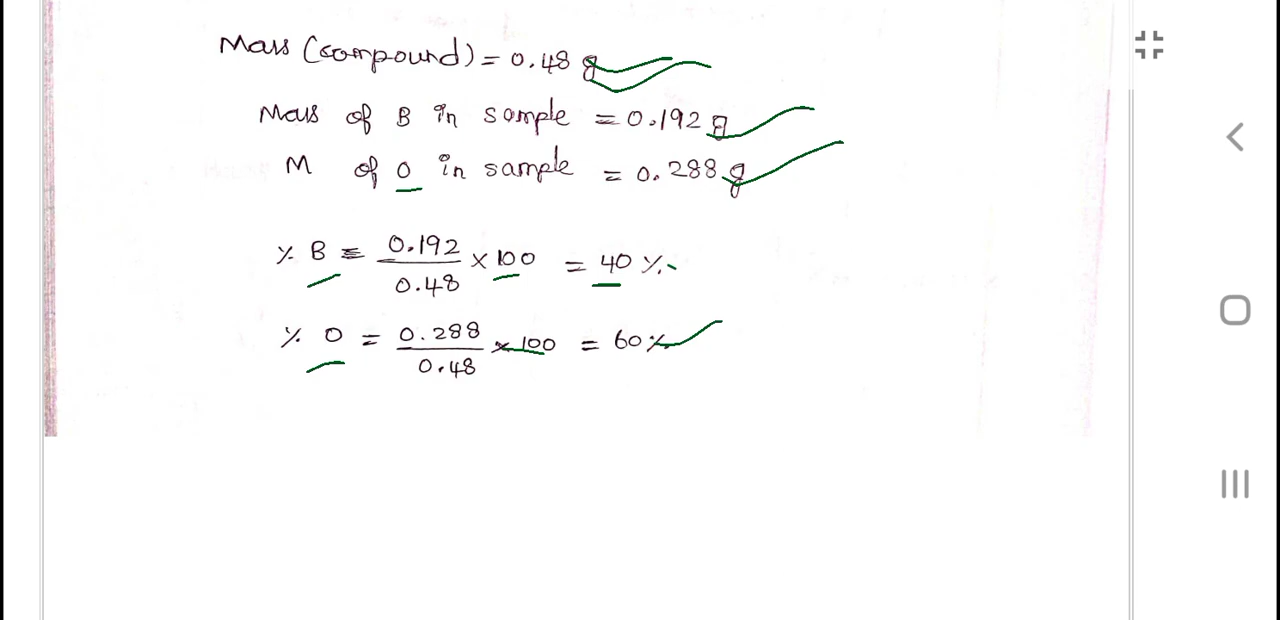 Mass (compound) = 0.48 g
Mass of B in sample = 0.192 g
M of O in sample = 0.288 g
% B = 0.192/0.48 × 100 = 40 %
% O = 0.288/0.48 × 100 = 60 %